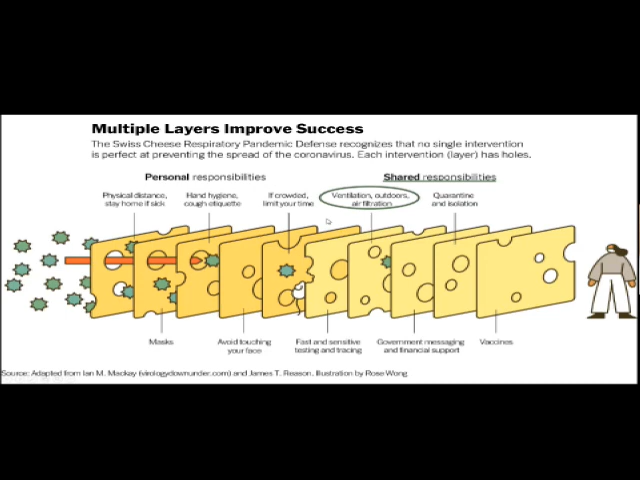 Multiple Layers Improve Success
The Swiss Cheese Respiratory Pandemic Defense recognizes that no single intervention
is perfect at preventing the spread of the coronavirus. Each intervention (layer) has holes.
Personal responsibilities
Shared responsibilities
Physical distance,
stay home if sick
Hand hygiene,
cough etiquette
If crowded,
limit your time
Ventilation, outdoors,
air filtration
Quarantine
and isolation
Masks
Avoid touching
your face
Fast and sensitive
testing and tracing
Government messaging
and financial support
Vaccines
Source: Adapted from Ian M. Mackay (virologydownunder.com) and James T. Reason. Illustration by Rose Wong